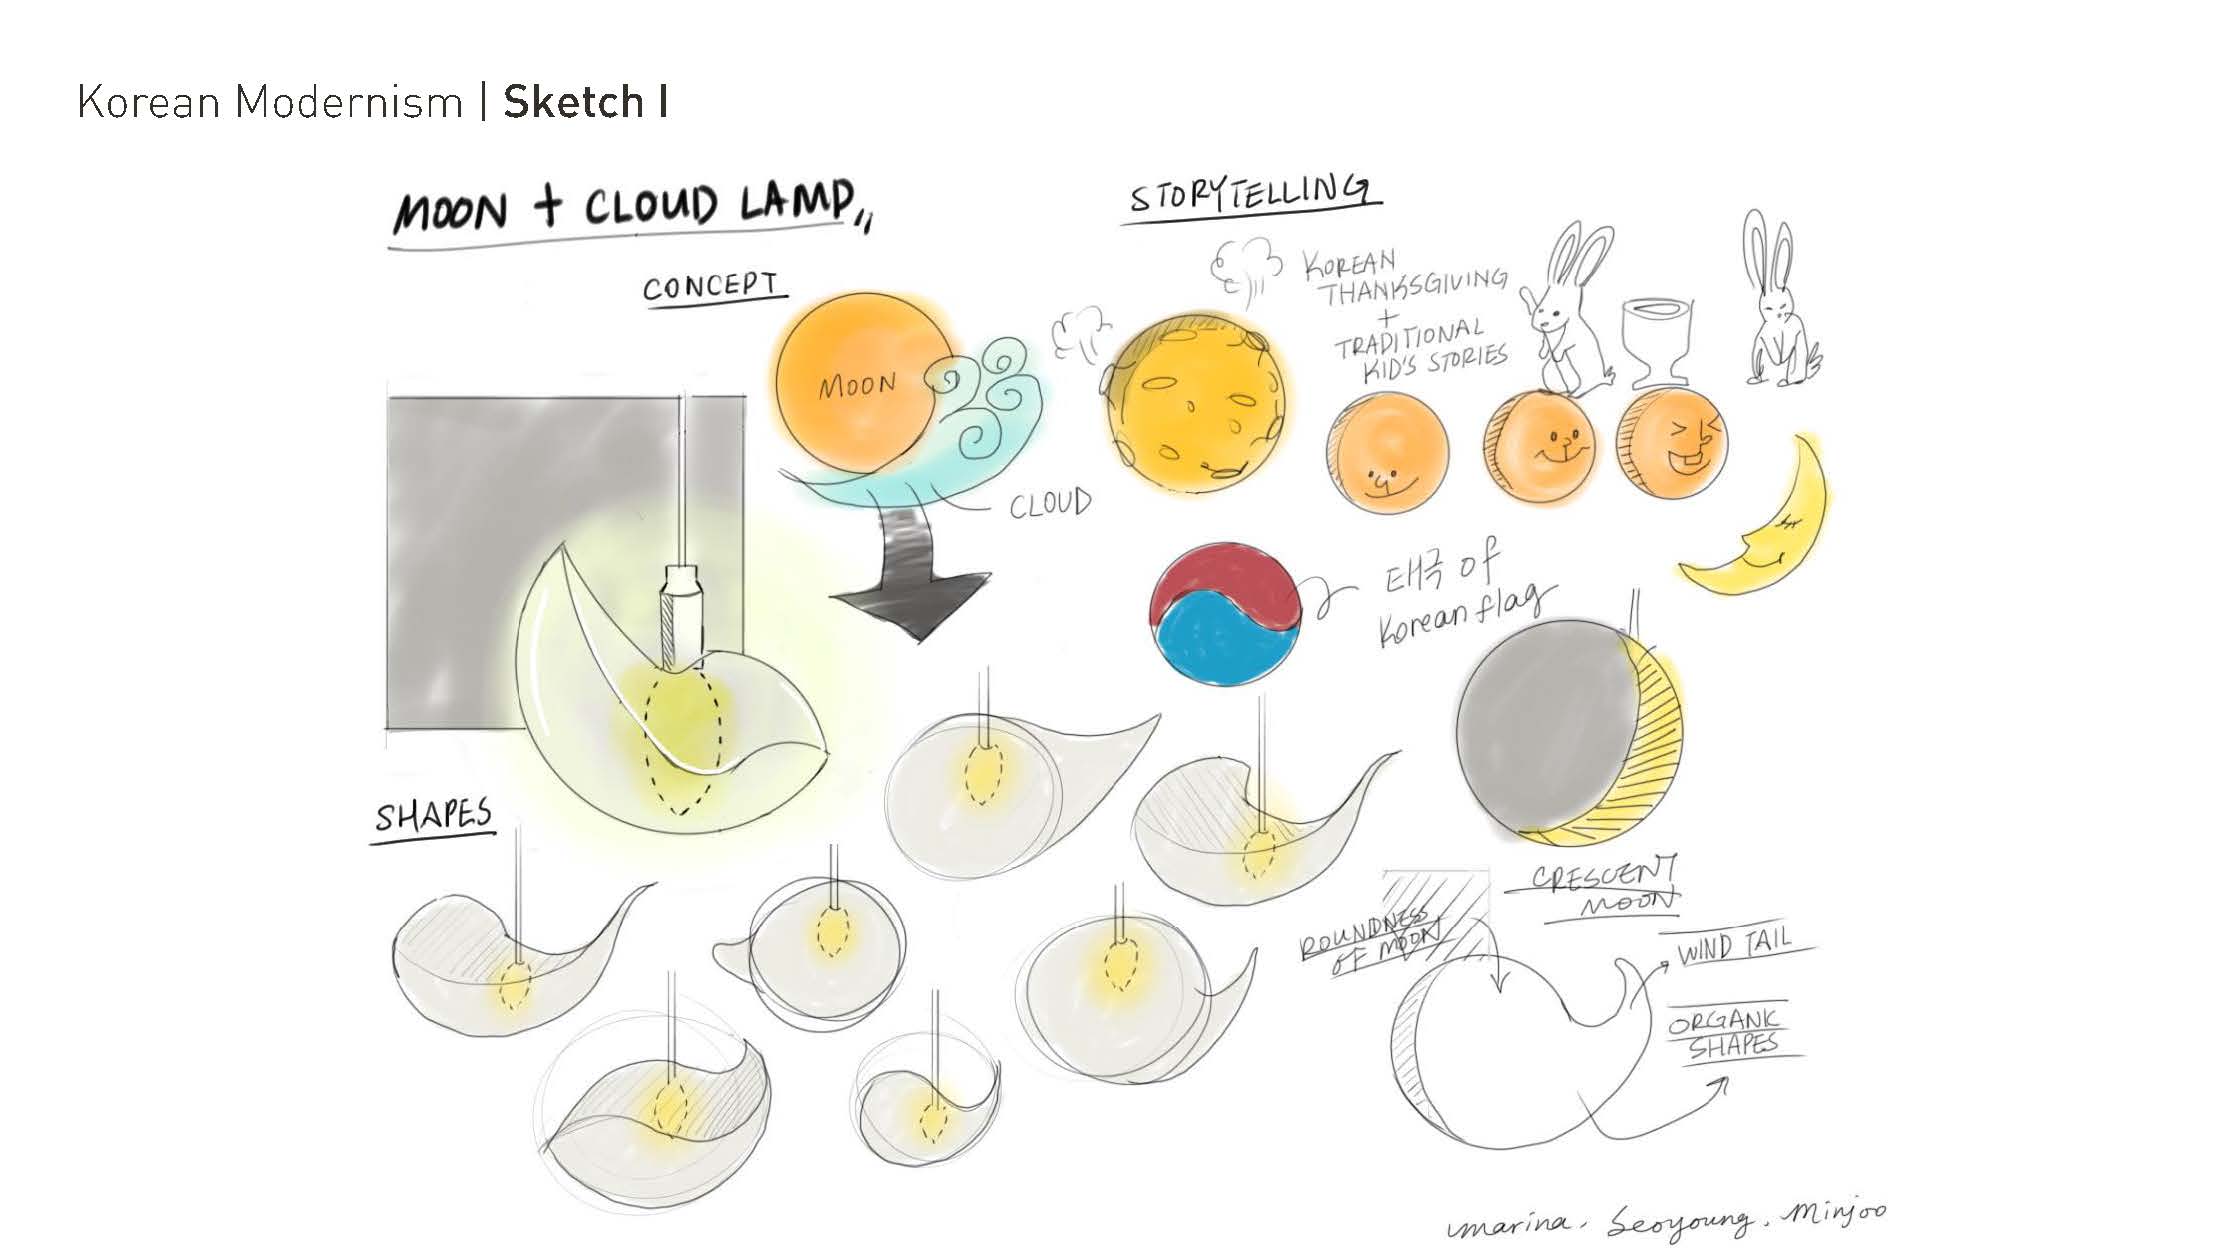 Korean Modernism | Sketch I
MOON + CLOUD LAMP
CONCEPT
MOON
CLOUD
SHAPES
STORYTELLING
KOREAN
THANKSGIVING
+
TRADITIONAL
KID'S STORIES
태극 of
Korean flag
CRESCENT
MOON
ROUNDNESS
OF MOON
WIND TAIL
ORGANIC
SHAPES
marina. Seoyoung. Minjoo